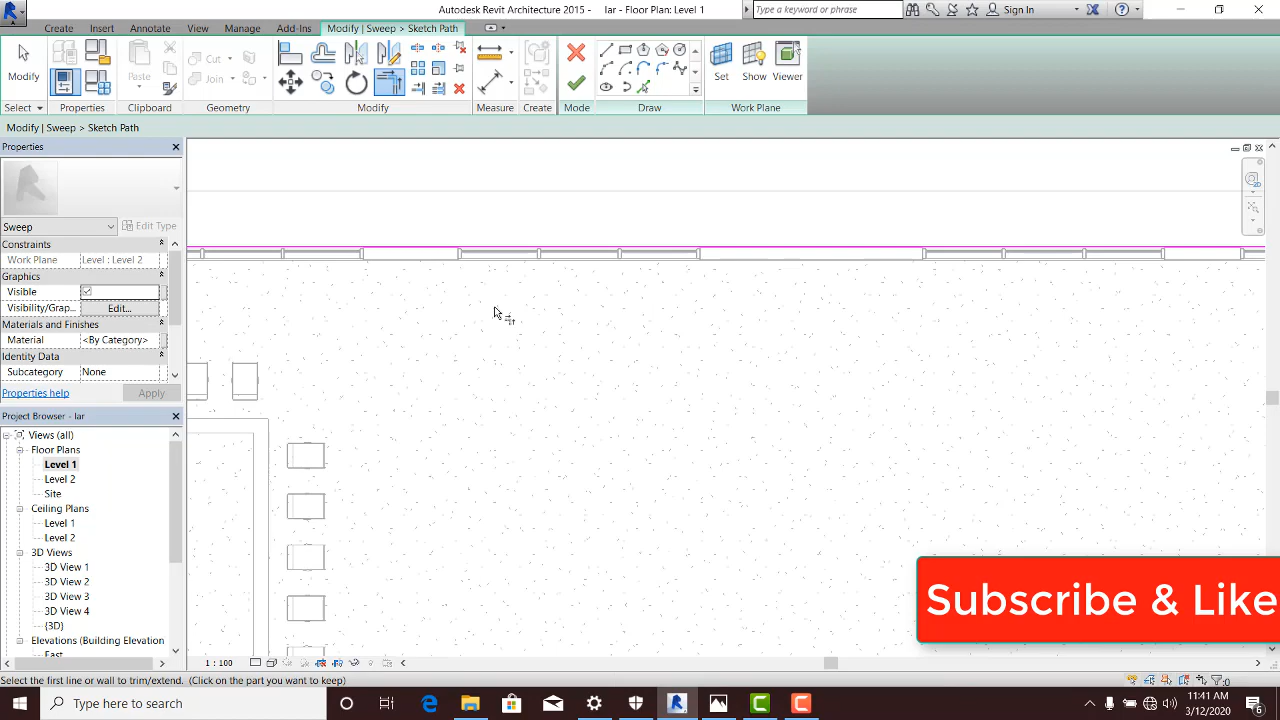 Autodesk Revit Architecture 2015 - Iar - Floor Plan: Level 1
Type a keyword or phrase
Sign In
Create Insert Annotate View Manage Add-Ins Modify | Sweep > Sketch Path
Modify
Paste
Cut
Join
Set Show Viewer
Select Properties Clipboard Geometry Modify Measure Create Mode Draw Work Plane
Modify | Sweep > Sketch Path
Properties
Sweep
Edit Type
Constraints
Work Plane Level : Level 2
Graphics
Visible
Visibility/Grap... Edit...
Materials and Finishes
Material <By Category>
Identity Data
Subcategory None
Properties help
Apply
Project Browser - Iar
Views (all)
Floor Plans
Level 1
Level 2
Site
Ceiling Plans
Level 1
Level 2
3D Views
3D View 1
3D View 2
3D View 3
3D View 4
{3D}
Elevations (Building Elevation
East
2D
Subscribe & Like
1 : 100
Select the first line or wall to trim/extend. (Click on the part you want to keep)
:0
Type here to search
11:41 AM
3/12/2020
6